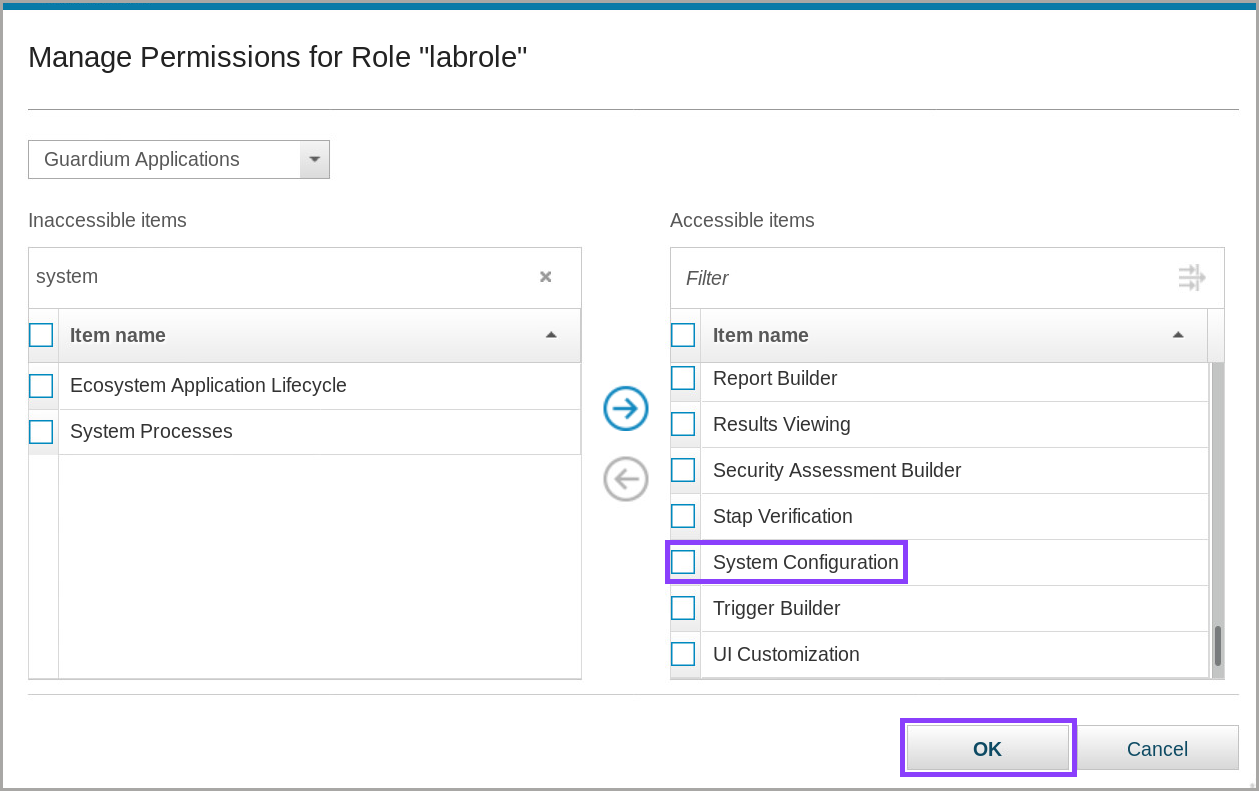 Manage Permissions for Role "labrole"
Guardium Applications
Inaccessible items
system
Item name
Ecosystem Application Lifecycle
System Processes
Accessible items
Filter
Item name
Report Builder
Results Viewing
Security Assessment Builder
Stap Verification
System Configuration
Trigger Builder
UI Customization
OK
Cancel